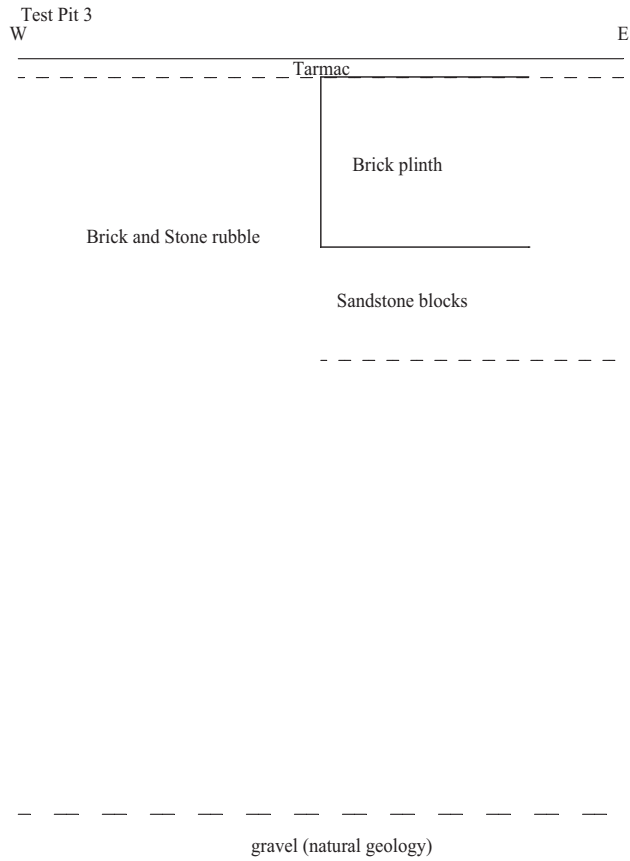 Test Pit 3
W E
Tarmac
Brick plinth
Brick and Stone rubble
Sandstone blocks
gravel (natural geology)